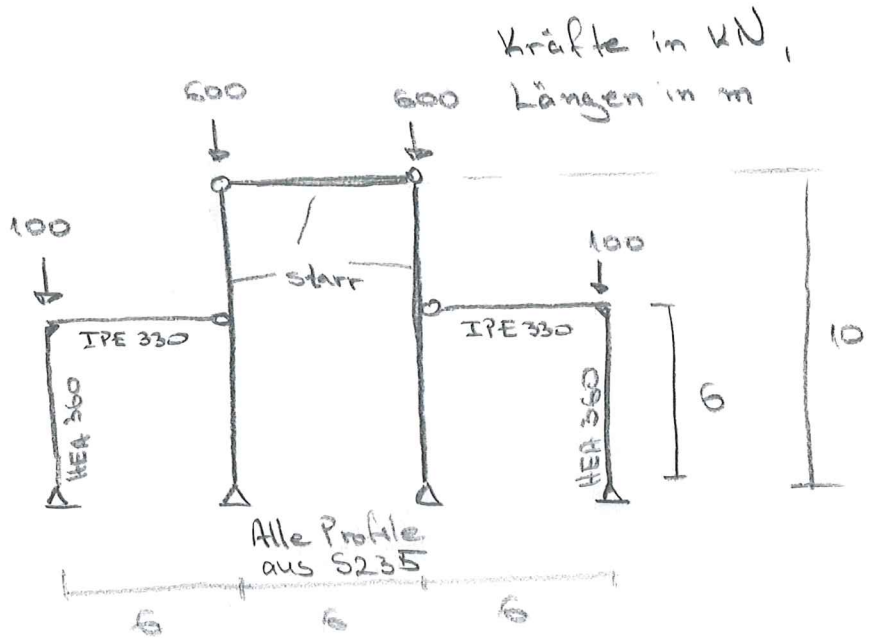 Kräfte in kN,
Längen in m
600
600
100
100
starr
IPE 330
IPE 330
HEA 360
HEA 360
6
10
Alle Profile
aus S235
6
6
6